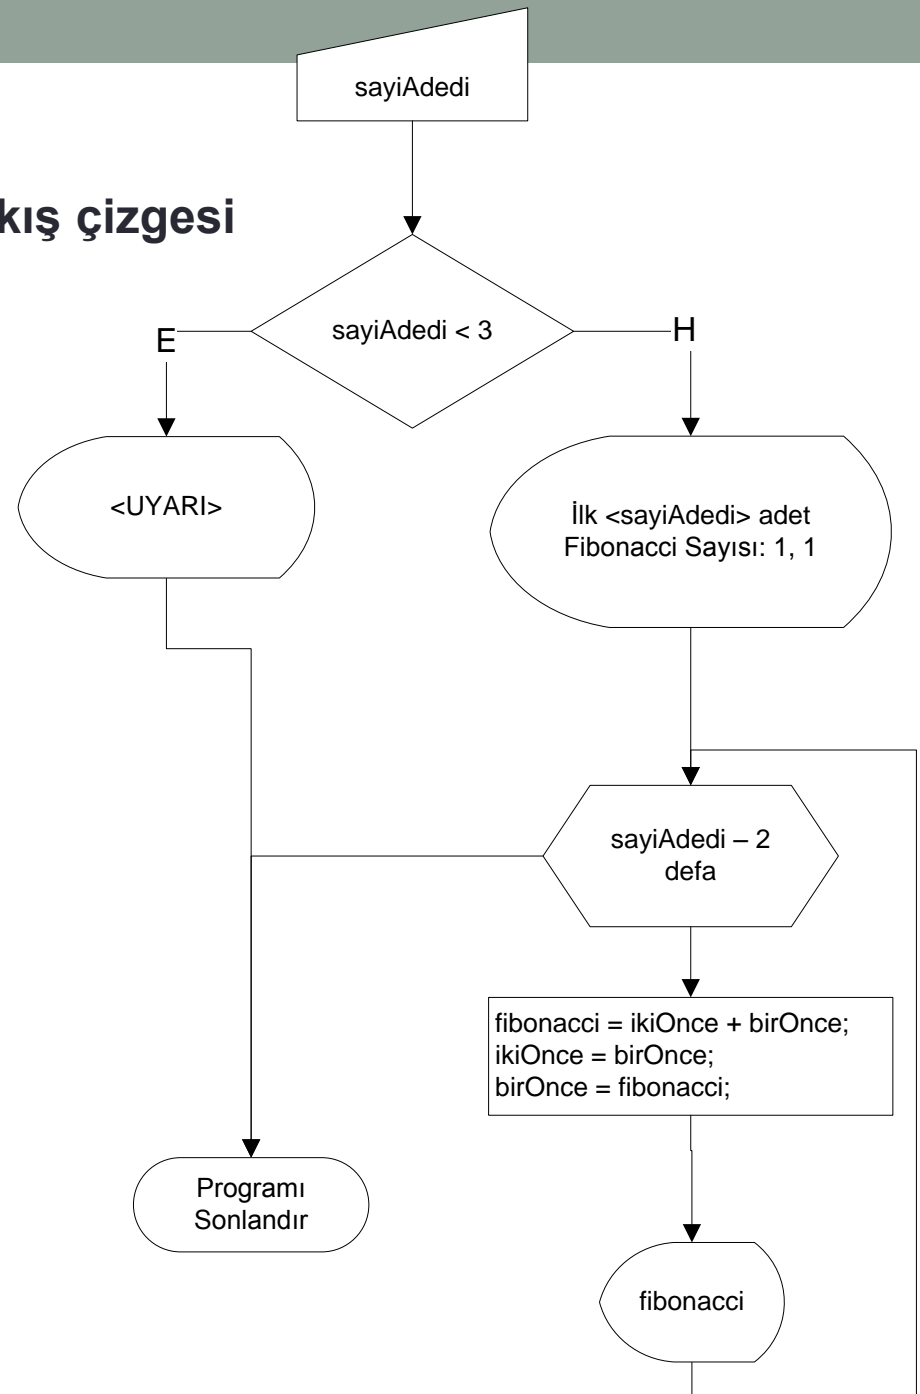 sayiAdedi
kış çizgesi
sayiAdedi < 3
E
H
<UYARI>
İlk <sayiAdedi> adet
Fibonacci Sayısı: 1, 1
sayiAdedi – 2
defa
fibonacci = ikiOnce + birOnce;
ikiOnce = birOnce;
birOnce = fibonacci;
Programı
Sonlandır
fibonacci